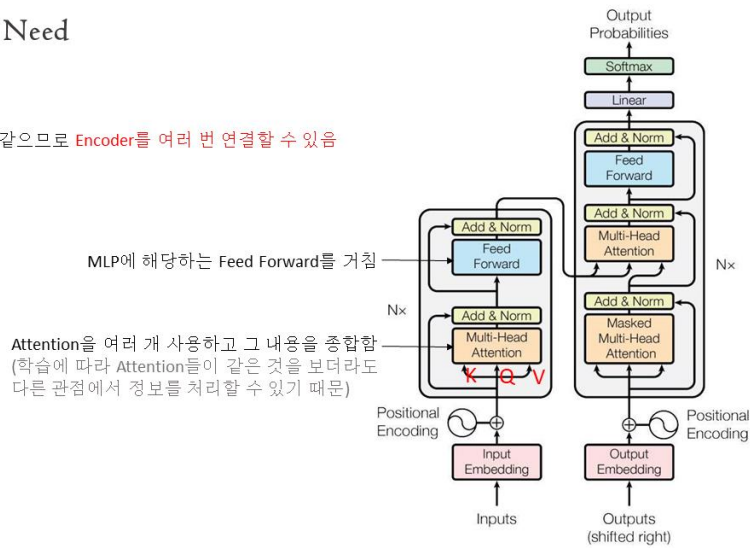 Need
같으므로 Encoder를 여러 번 연결할 수 있음
MLP에 해당하는 Feed Forward를 거침
Attention을 여러 개 사용하고 그 내용을 종합함
(학습에 따라 Attention들이 같은 것을 보더라도
다른 관점에서 정보를 처리할 수 있기 때문)
Output
Probabilities
Softmax
Linear
Add & Norm
Feed
Forward
Add & Norm
Multi-Head
Attention
Nx
Add & Norm
Masked
Multi-Head
Attention
Add & Norm
Feed
Forward
Nx
Add & Norm
Multi-Head
Attention
K Q V
Positional
Encoding
Positional
Encoding
Input
Embedding
Output
Embedding
Inputs
Outputs
(shifted right)